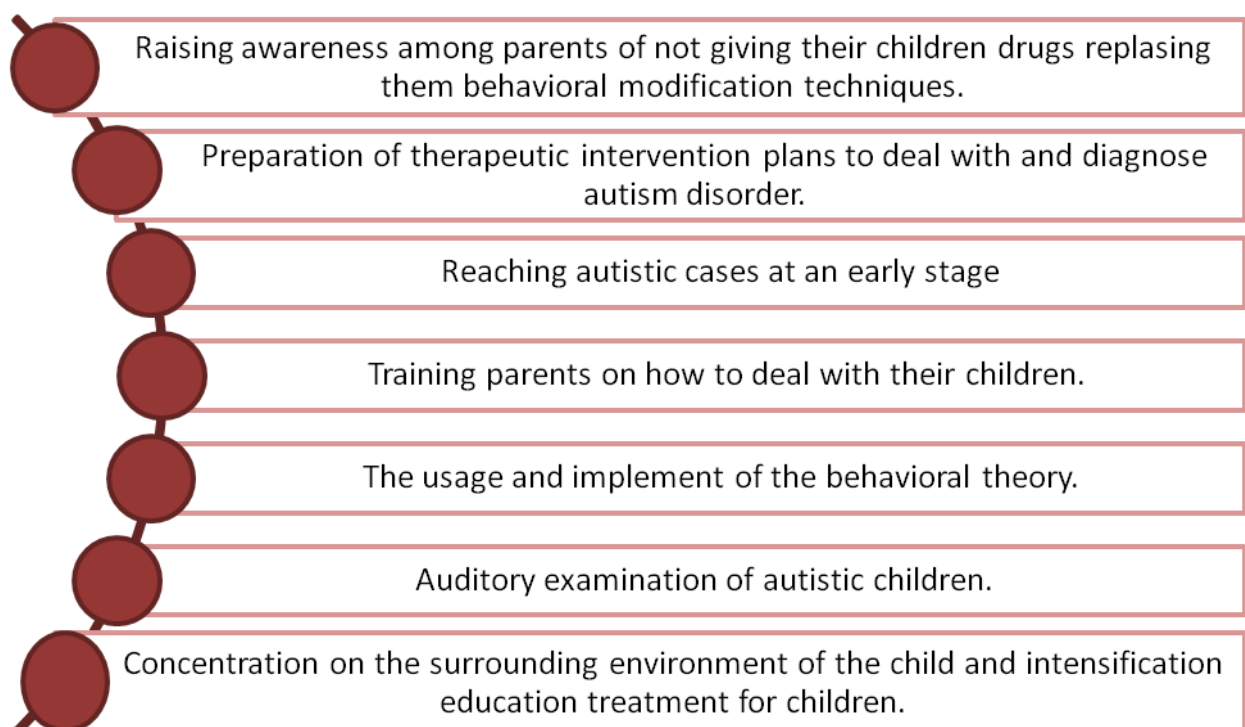 Raising awareness among parents of not giving their children drugs replasing
them behavioral modification techniques.
Preparation of therapeutic intervention plans to deal with and diagnose
autism disorder.
Reaching autistic cases at an early stage
Training parents on how to deal with their children.
The usage and implement of the behavioral theory.
Auditory examination of autistic children.
Concentration on the surrounding environment of the child and intensification
education treatment for children.